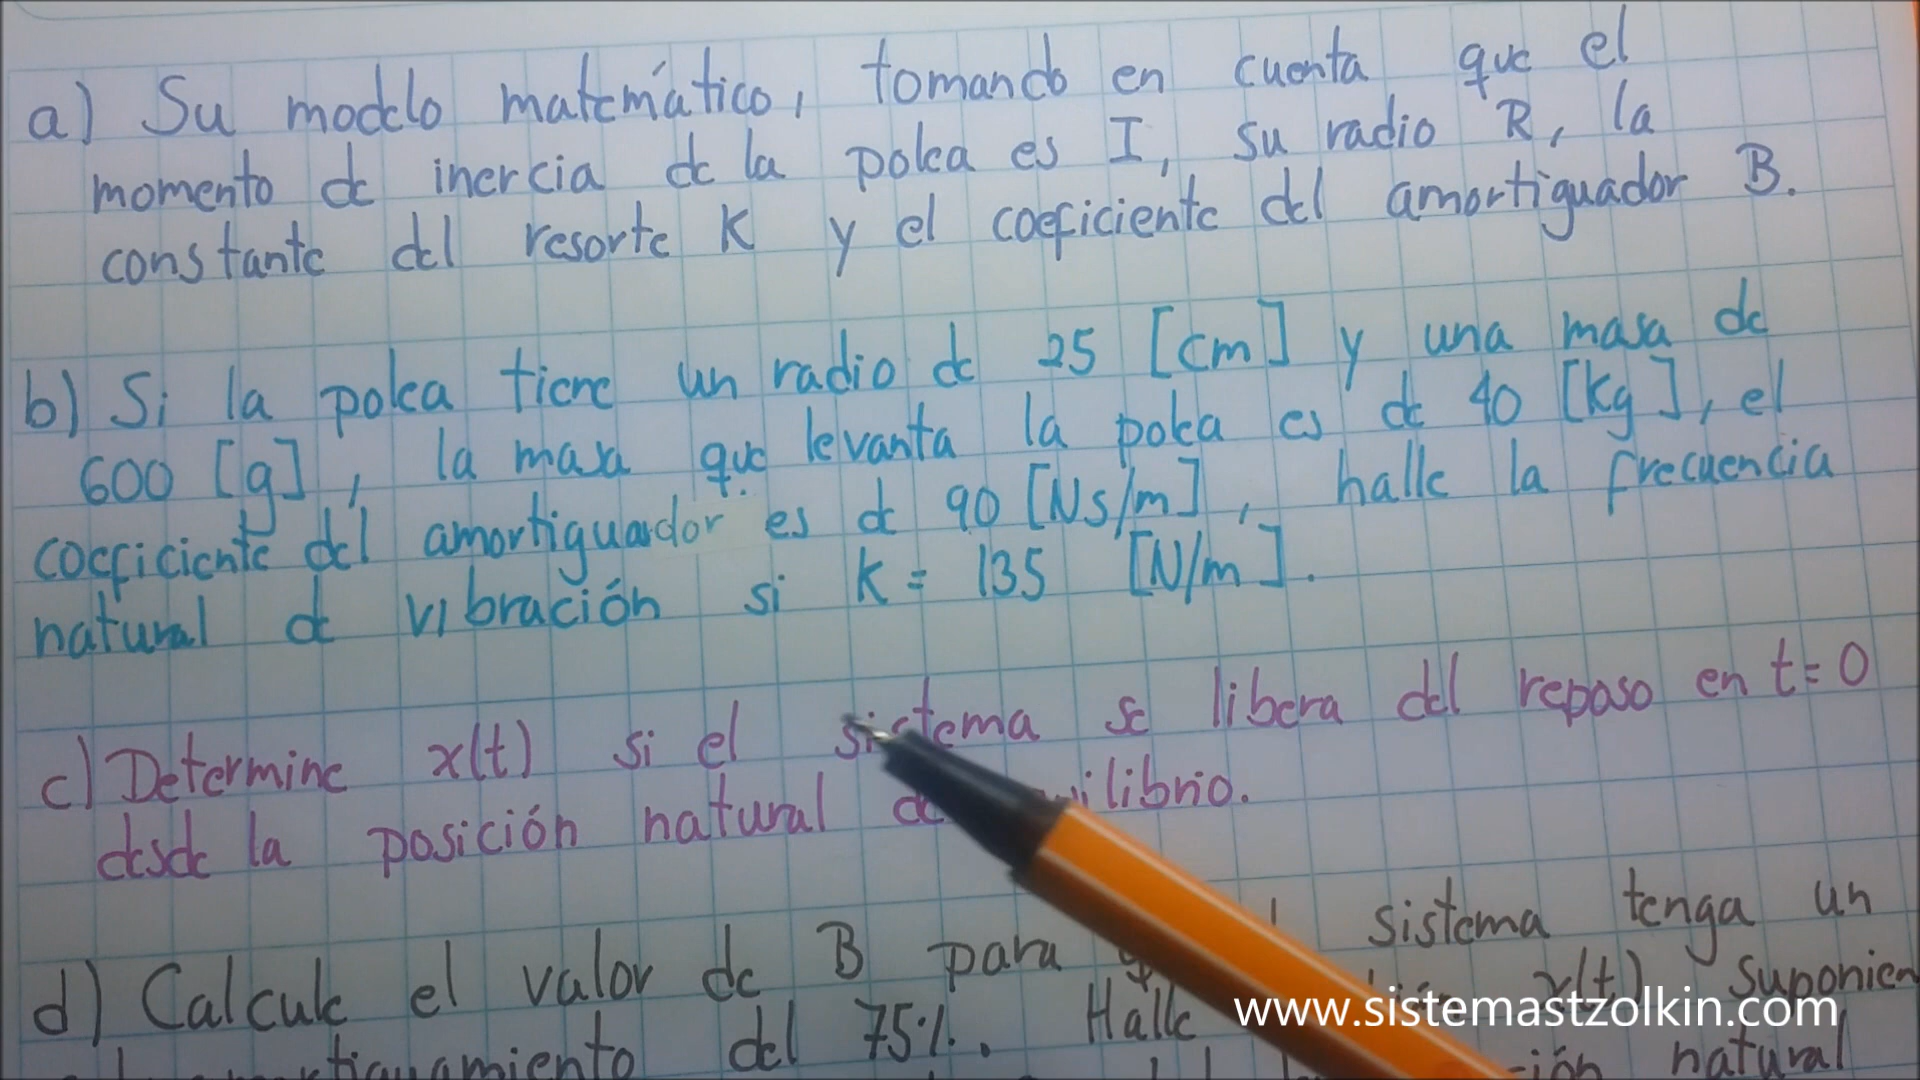 a) Su modelo matemático, tomando en cuenta que el
momento de inercia de la polea es I, su radio R, la
constante del resorte K y el coeficiente del amortiguador B.
b) Si la polea tiene un radio de 25 [cm] y una masa de
600 [g], la masa que levanta la polea es de 40 [kg], el
coeficiente del amortiguador es de 90 [Ns/m], halle la frecuencia
natural de vibración si K = 135 [N/m].
c) Determine x(t) si el sistema se libera del reposo en t=0
desde la posición natural ilibrio.
d) Calcule el valor de B para sistema tenga un
del 75%. Halle x(t) suponien
natural
www.sistemastzolkin.com